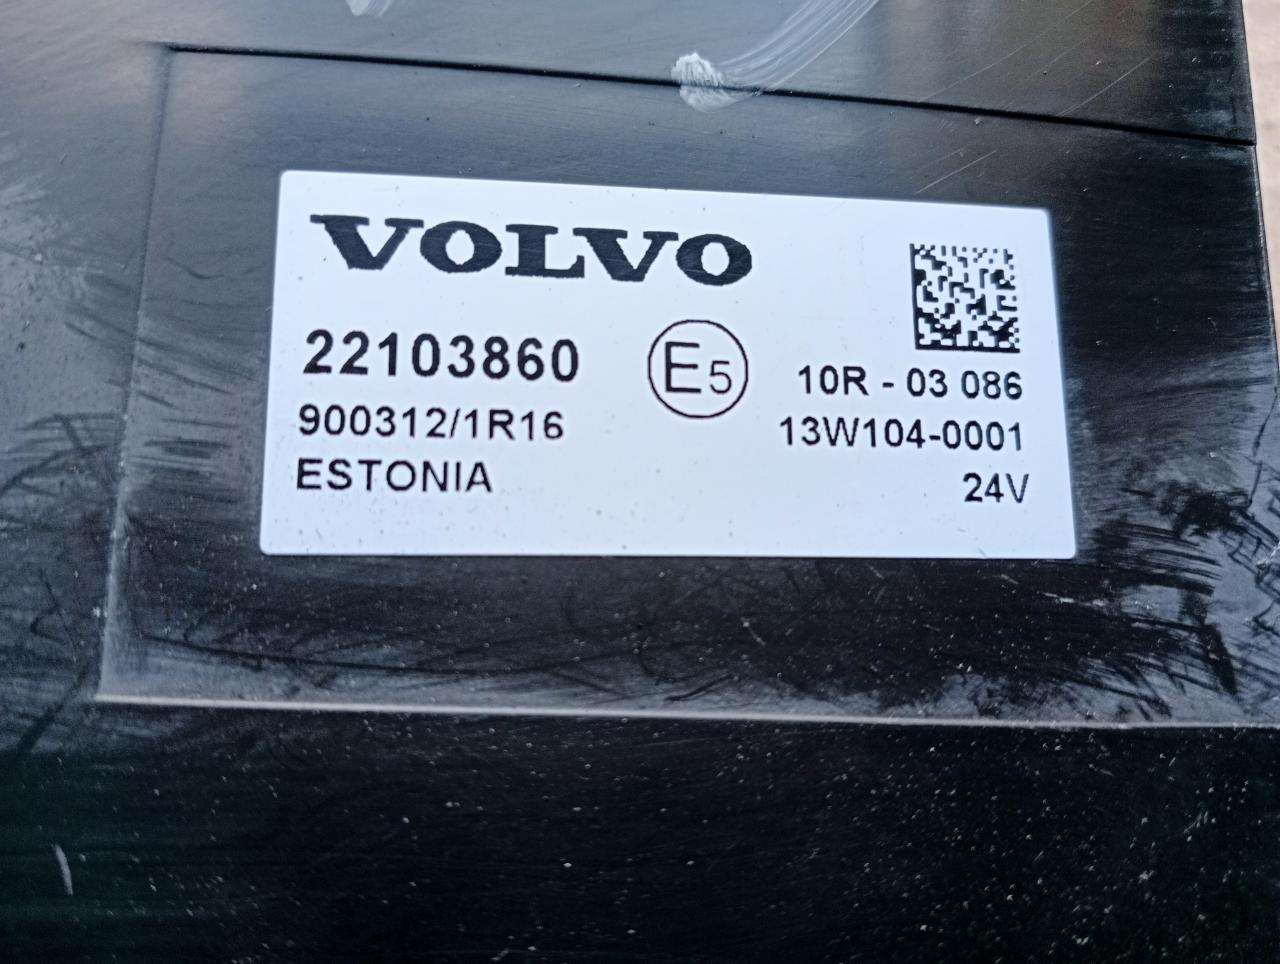 VOLVO
22103860
E5
10R - 03 086
900312/1R16
13W104-0001
ESTONIA
24V